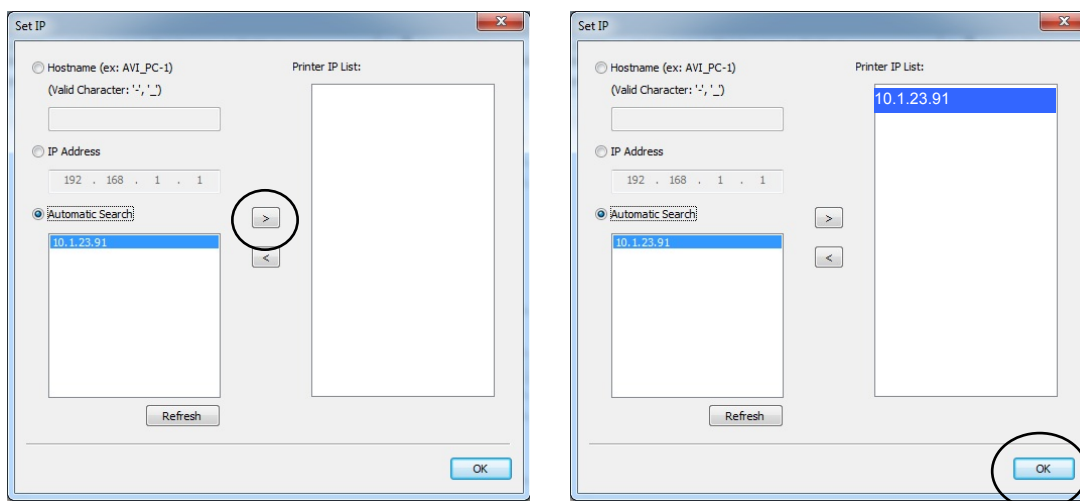 Set IP
Hostname (ex: AVI_PC-1)
(Valid Character: '-', '_')
IP Address
192 . 168 . 1 . 1
Automatic Search
10.1.23.91
Refresh
>
<
Printer IP List:
OK
Set IP
Hostname (ex: AVI_PC-1)
(Valid Character: '-', '_')
IP Address
192 . 168 . 1 . 1
Automatic Search
10.1.23.91
Refresh
>
<
Printer IP List:
10.1.23.91
OK